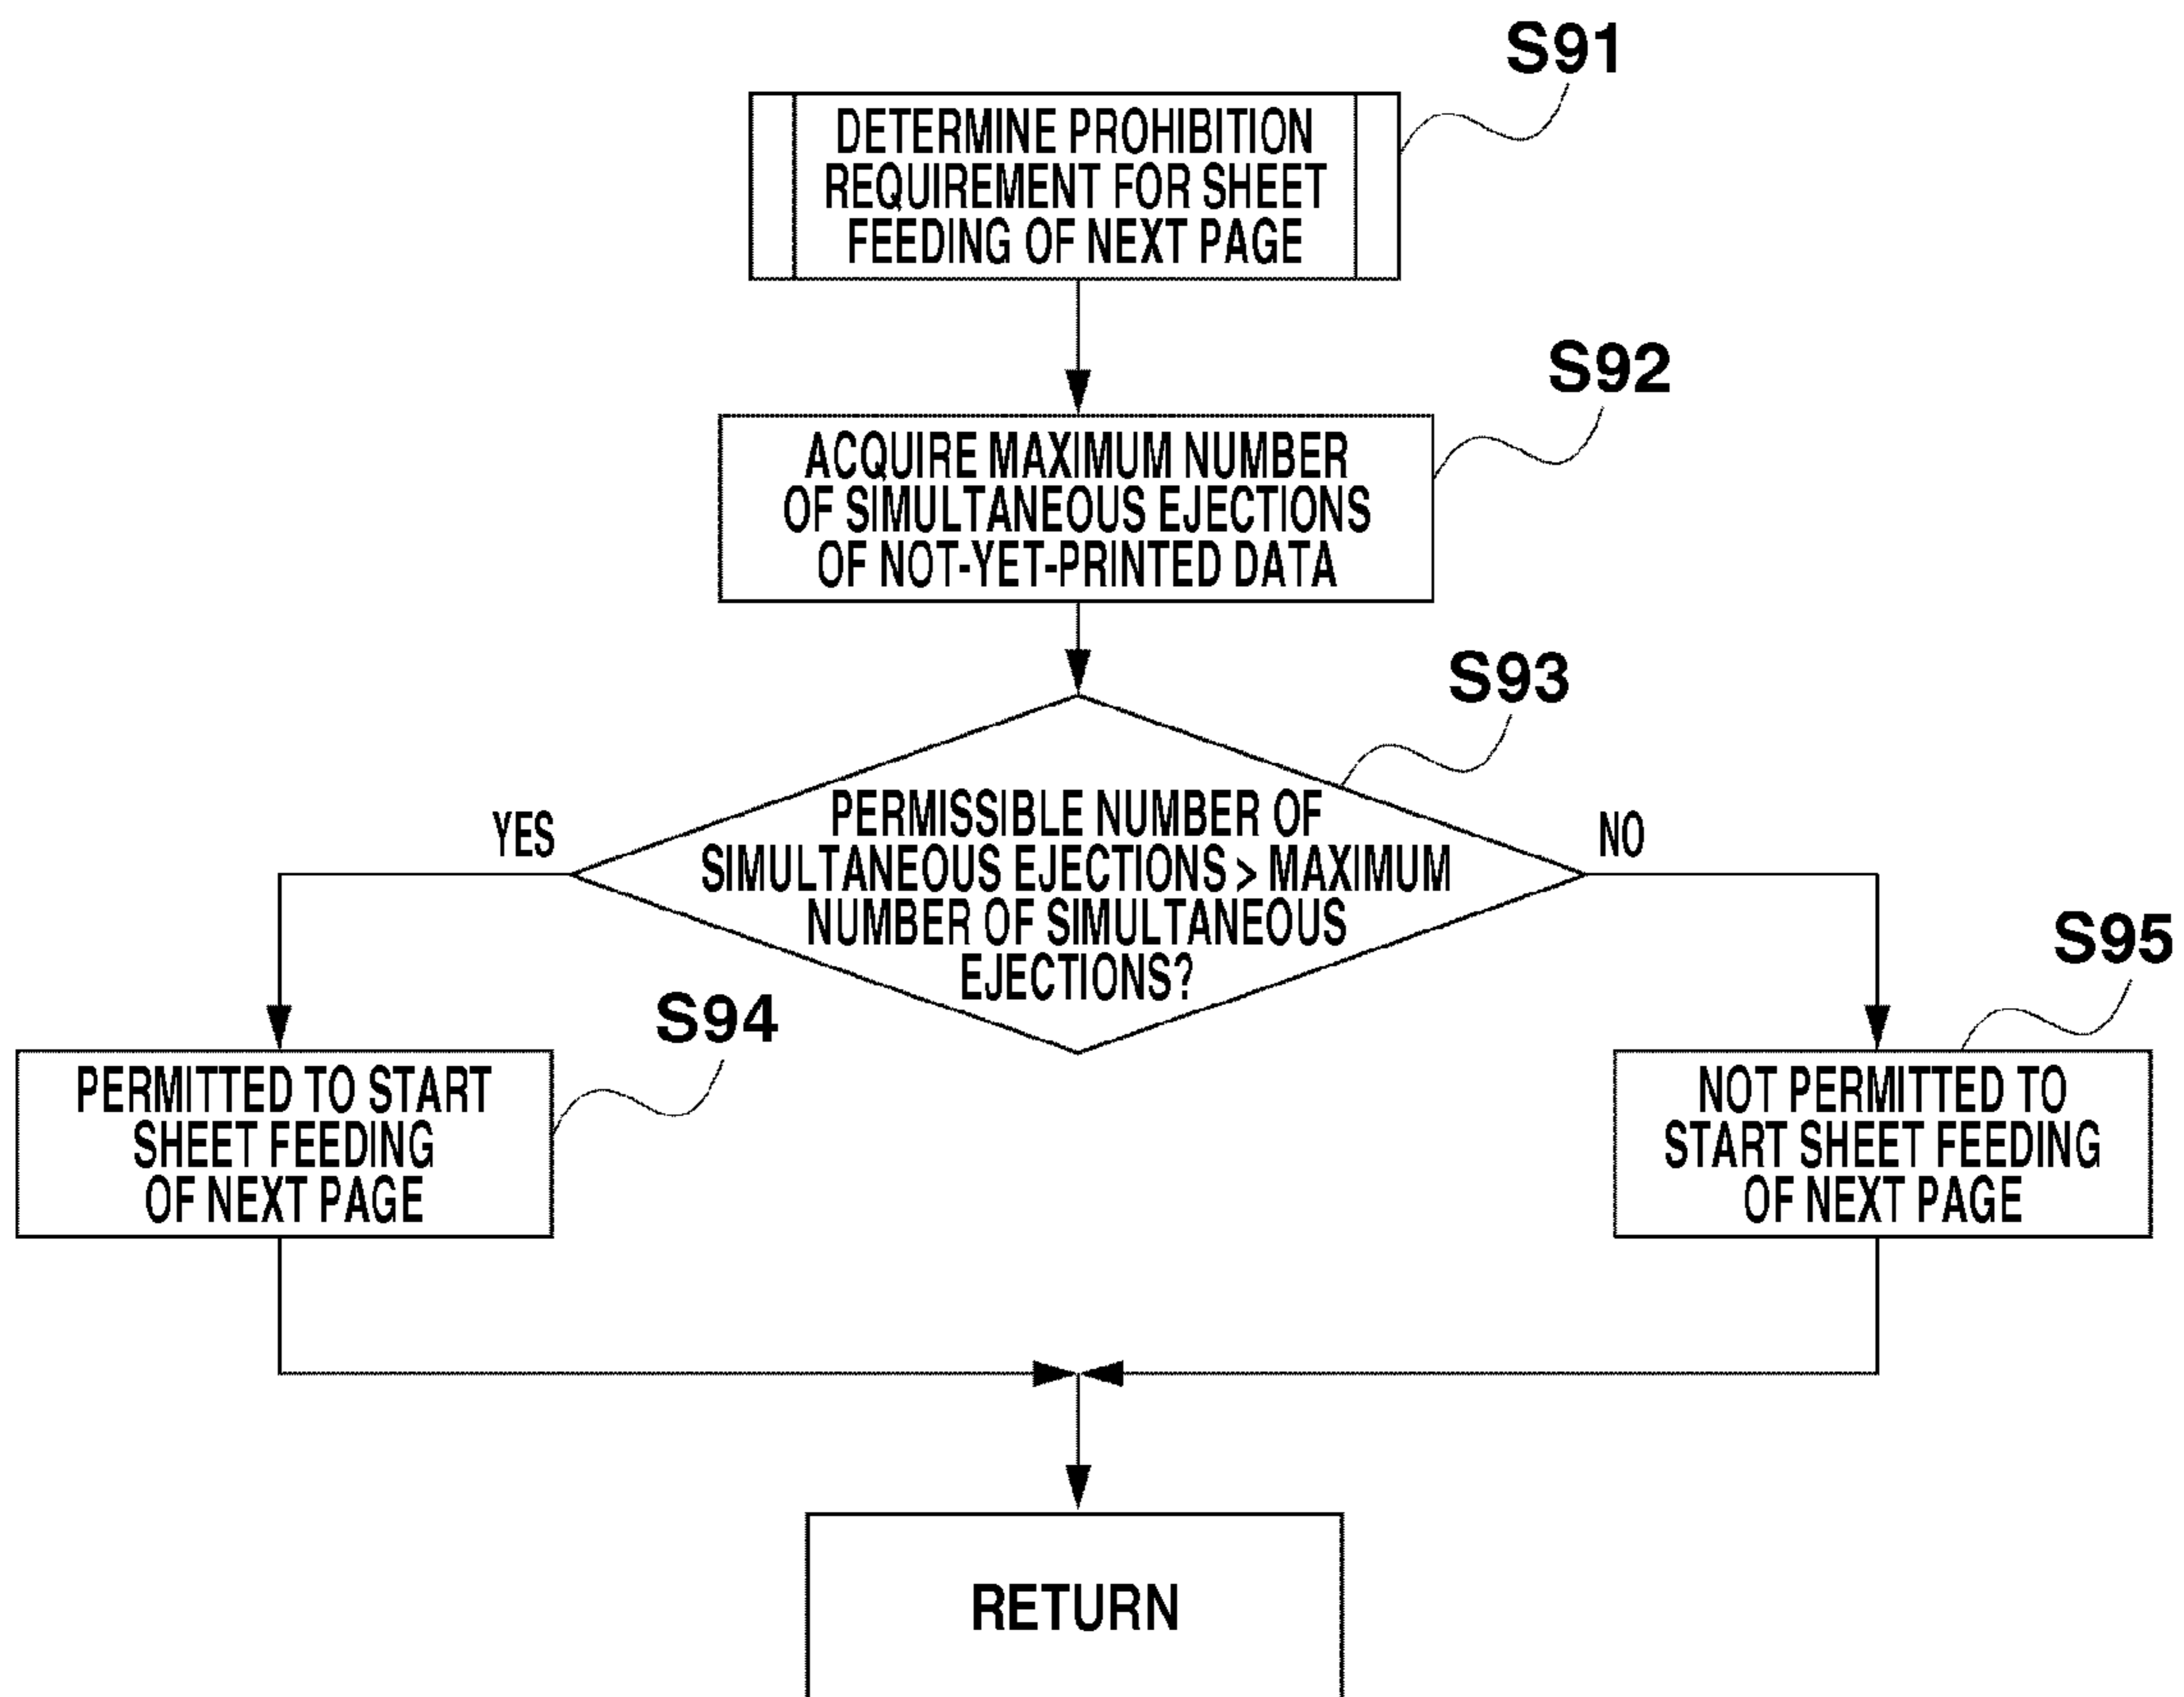 S91
DETERMINE PROHIBITION
REQUIREMENT FOR SHEET
FEEDING OF NEXT PAGE
S92
ACQUIRE MAXIMUM NUMBER
OF SIMULTANEOUS EJECTIONS
OF NOT-YET-PRINTED DATA
S93
PERMISSIBLE NUMBER OF
SIMULTANEOUS EJECTIONS > MAXIMUM
NUMBER OF SIMULTANEOUS
EJECTIONS?
YES
NO
S94
PERMITTED TO START
SHEET FEEDING
OF NEXT PAGE
S95
NOT PERMITTED TO
START SHEET FEEDING
OF NEXT PAGE
RETURN